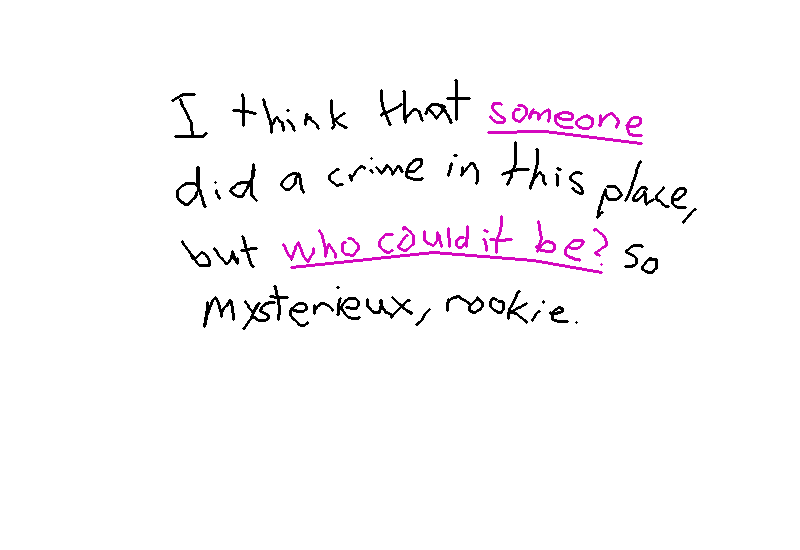 I think that someone
did a crime in this place,
but who could it be? so
mysterieux, rookie.